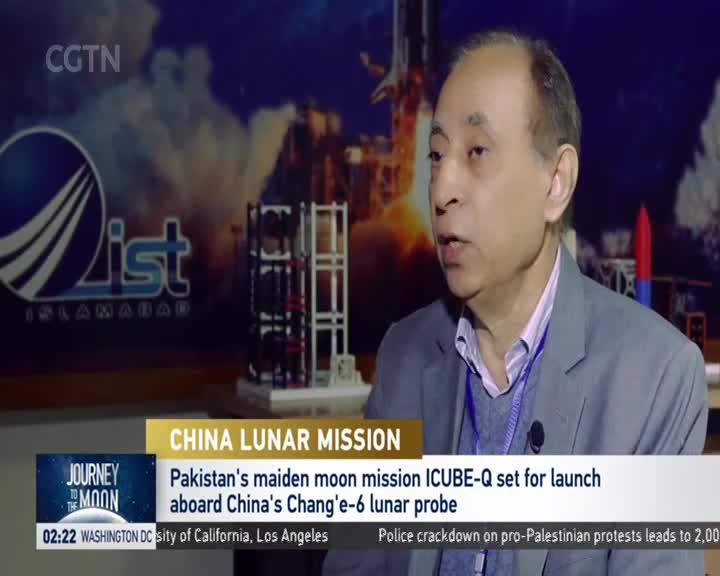 CGTN
ist
ISLAMABAD
CHINA LUNAR MISSION
JOURNEY
TO THE
MOON
Pakistan's maiden moon mission ICUBE-Q set for launch
aboard China's Chang'e-6 lunar probe
02:22 WASHINGTON DC sity of California, Los Angeles Police crackdown on pro-Palestinian protests leads to 2,00